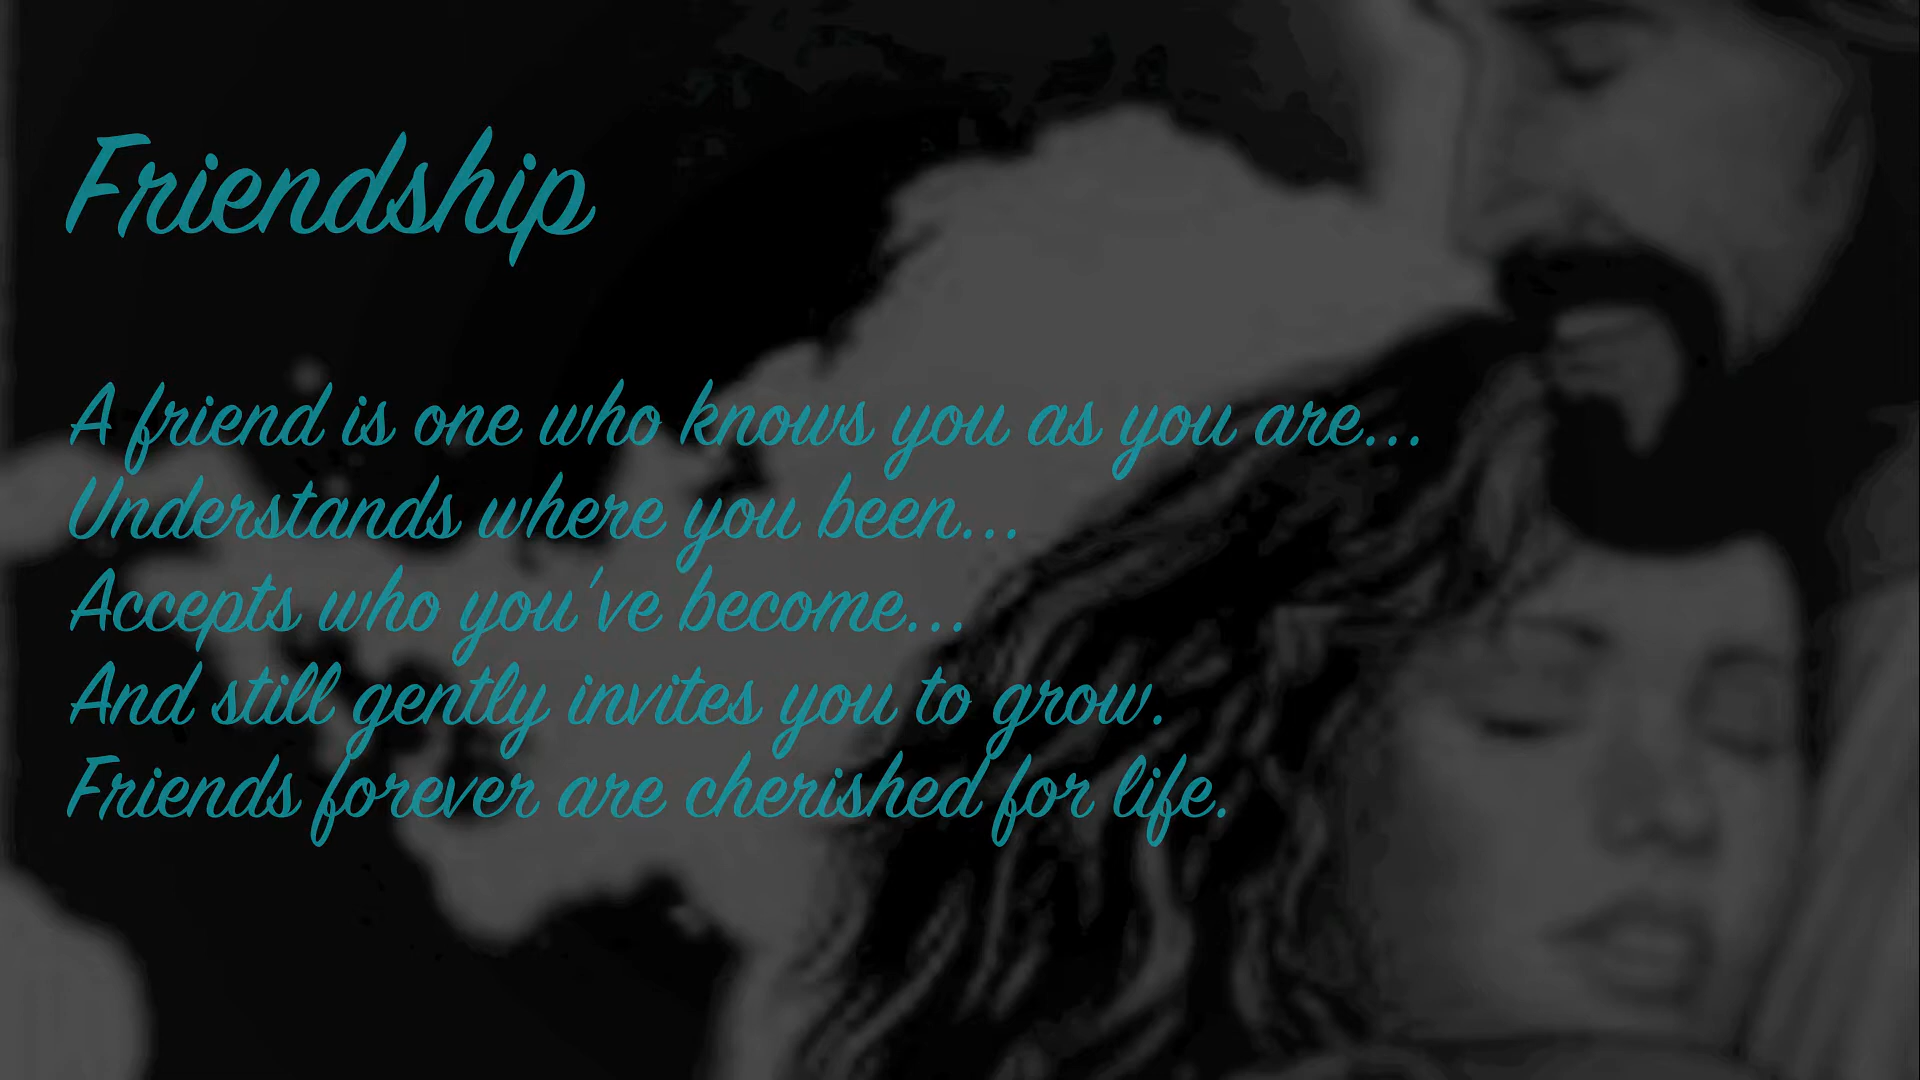 Friendship
A friend is one who knows you as you are...
Understands where you been...
Accepts who you've become...
And still gently invites you to grow.
Friends forever are cherished for life.